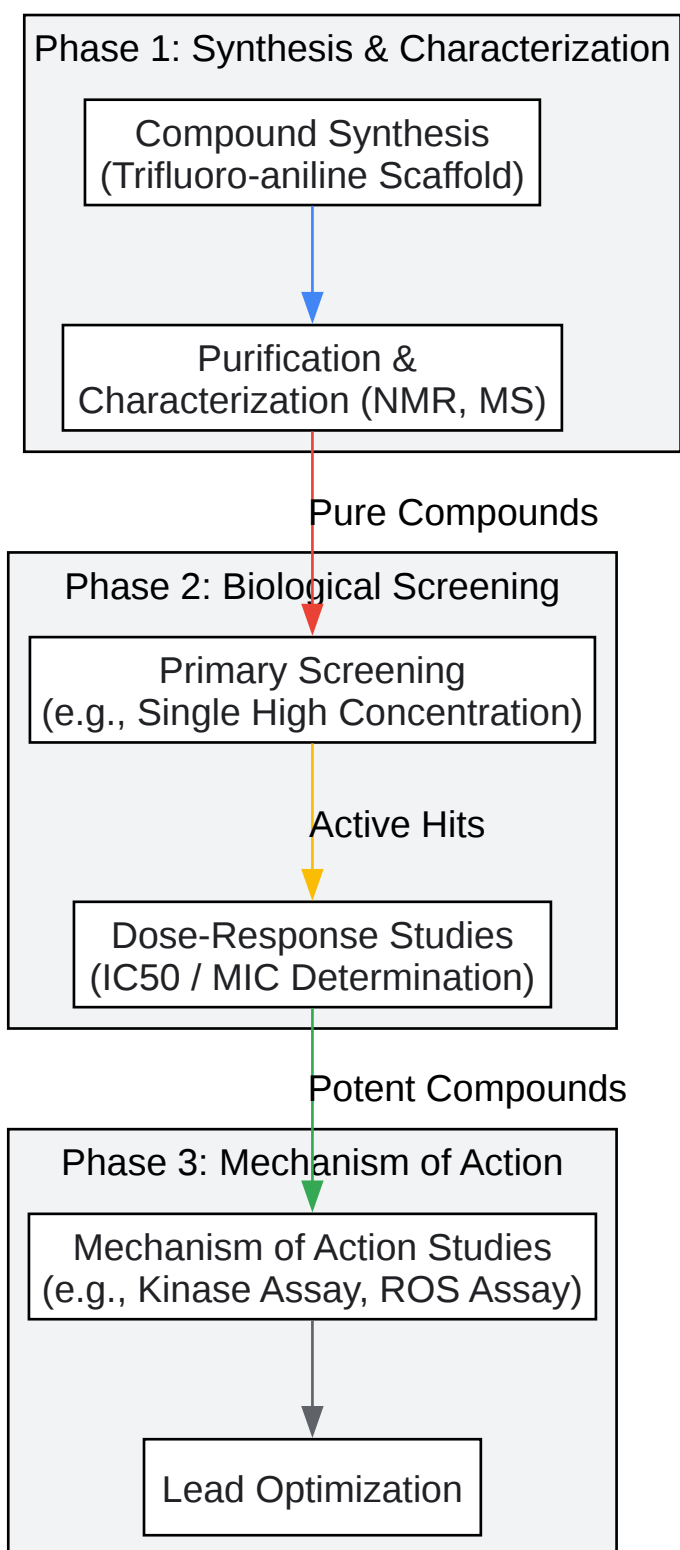 Phase 1: Synthesis & Characterization
Compound Synthesis
(Trifluoro-aniline Scaffold)
Purification &
Characterization (NMR, MS)
Pure Compounds
Phase 2: Biological Screening
Primary Screening
(e.g., Single High Concentration)
Active Hits
Dose-Response Studies
(IC50 / MIC Determination)
Potent Compounds
Phase 3: Mechanism of Action
Mechanism of Action Studies
(e.g., Kinase Assay, ROS Assay)
Lead Optimization